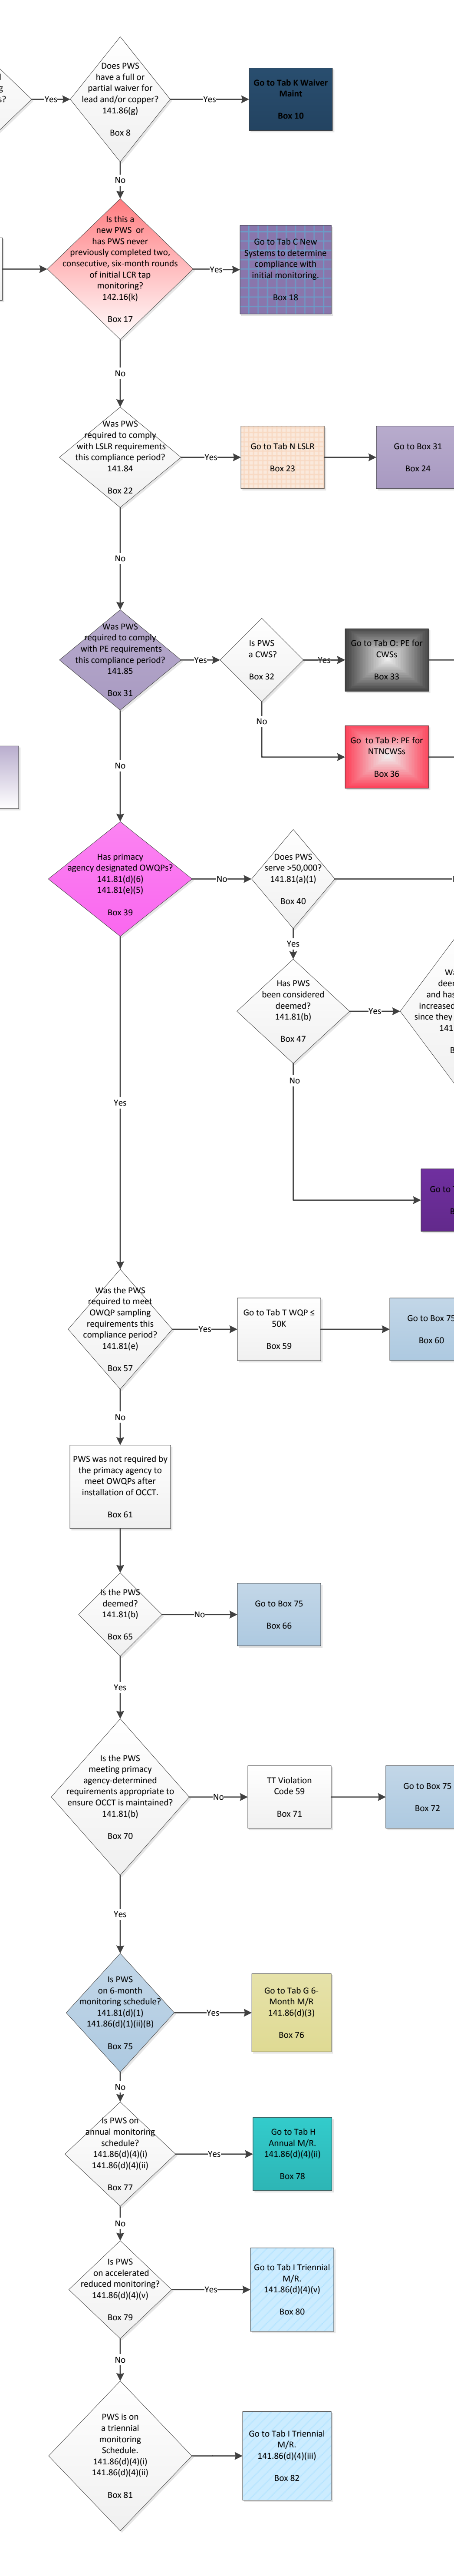 s?
Yes
Does PWS
have a full or
partial waiver for
lead and/or copper?
141.86(g)
Box 8
Yes
Go to Tab K Waiver
Maint
Box 10
No
Is this a
new PWS or
has PWS never
previously completed two,
consecutive, six-month rounds
of initial LCR tap
monitoring?
142.16(k)
Box 17
Yes
Go to Tab C New
Systems to determine
compliance with
initial monitoring.
Box 18
No
Was PWS
required to comply
with LSLR requirements
this compliance period?
141.84
Box 22
Yes
Go to Tab N LSLR
Box 23
Go to Box 31
Box 24
No
Was PWS
required to comply
with PE requirements
this compliance period?
141.85
Box 31
Yes
Is PWS
a CWS?
Box 32
Yes
Go to Tab O: PE for
CWSs
Box 33
No
Go to Tab P: PE for
NTNCWSs
Box 36
No
Has primacy
agency designated OWQPs?
141.81(d)(6)
141.81(e)(5)
Box 39
No
Does PWS
serve >50,000?
141.81(a)(1)
Box 40
Yes
Has PWS
been considered
deemed?
141.81(b)
Box 47
Yes
deem
and has
increased
since they
141.
B
No
Go to
Yes
Was the PWS
required to meet
OWQP sampling
requirements this
compliance period?
141.81(e)
Box 57
Yes
Go to Tab T WQP ≤
50K
Box 59
Go to Box 75
Box 60
No
PWS was not required by
the primacy agency to
meet OWQPs after
installation of OCCT.
Box 61
Is the PWS
deemed?
141.81(b)
Box 65
No
Go to Box 75
Box 66
Yes
Is the PWS
meeting primacy
agency-determined
requirements appropriate to
ensure OCCT is maintained?
141.81(b)
Box 70
No
TT Violation
Code 59
Box 71
Go to Box 75
Box 72
Yes
Is PWS
on 6-month
monitoring schedule?
141.81(d)(1)
141.86(d)(1)(ii)(B)
Box 75
Yes
Go to Tab G 6-
Month M/R
141.86(d)(3)
Box 76
No
Is PWS on
annual monitoring
schedule?
141.86(d)(4)(i)
141.86(d)(4)(ii)
Box 77
Yes
Go to Tab H
Annual M/R.
141.86(d)(4)(ii)
Box 78
No
Is PWS
on accelerated
reduced monitoring?
141.86(d)(4)(v)
Box 79
Yes
Go to Tab I Triennial
M/R.
141.86(d)(4)(v)
Box 80
No
PWS is on
a triennial
monitoring
Schedule.
141.86(d)(4)(i)
141.86(d)(4)(ii)
Box 81
Go to Tab I Triennial
M/R.
141.86(d)(4)(iii)
Box 82